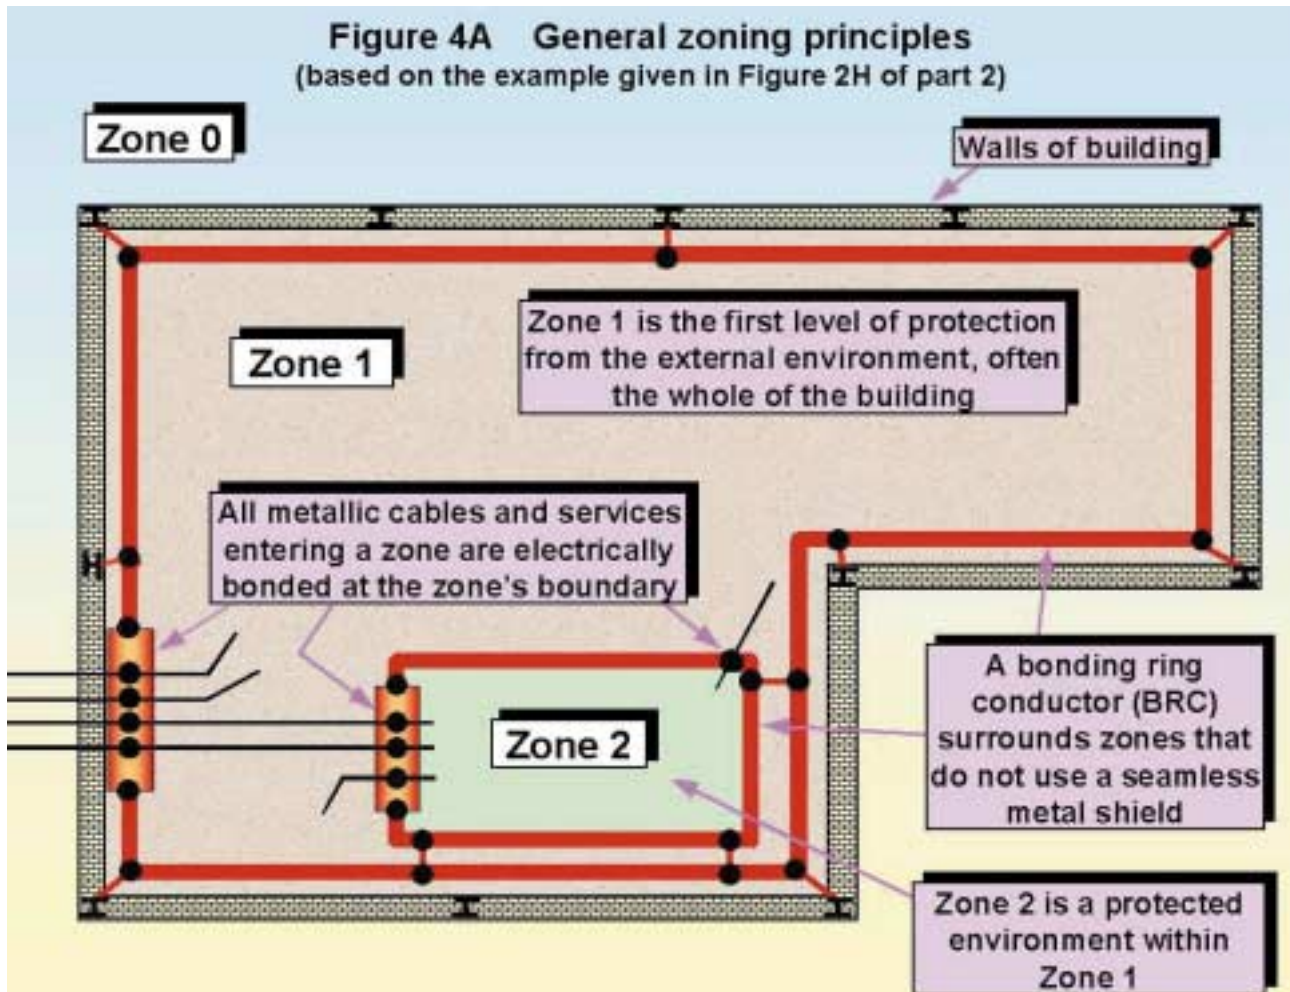 Figure 4A General zoning principles
(based on the example given in Figure 2H of part 2)
Zone 0
Walls of building
Zone 1 is the first level of protection
from the external environment, often
the whole of the building
Zone 1
All metallic cables and services
entering a zone are electrically
bonded at the zone's boundary
A bonding ring
conductor (BRC)
surrounds zones that
do not use a seamless
metal shield
Zone 2
Zone 2 is a protected
environment within
Zone 1